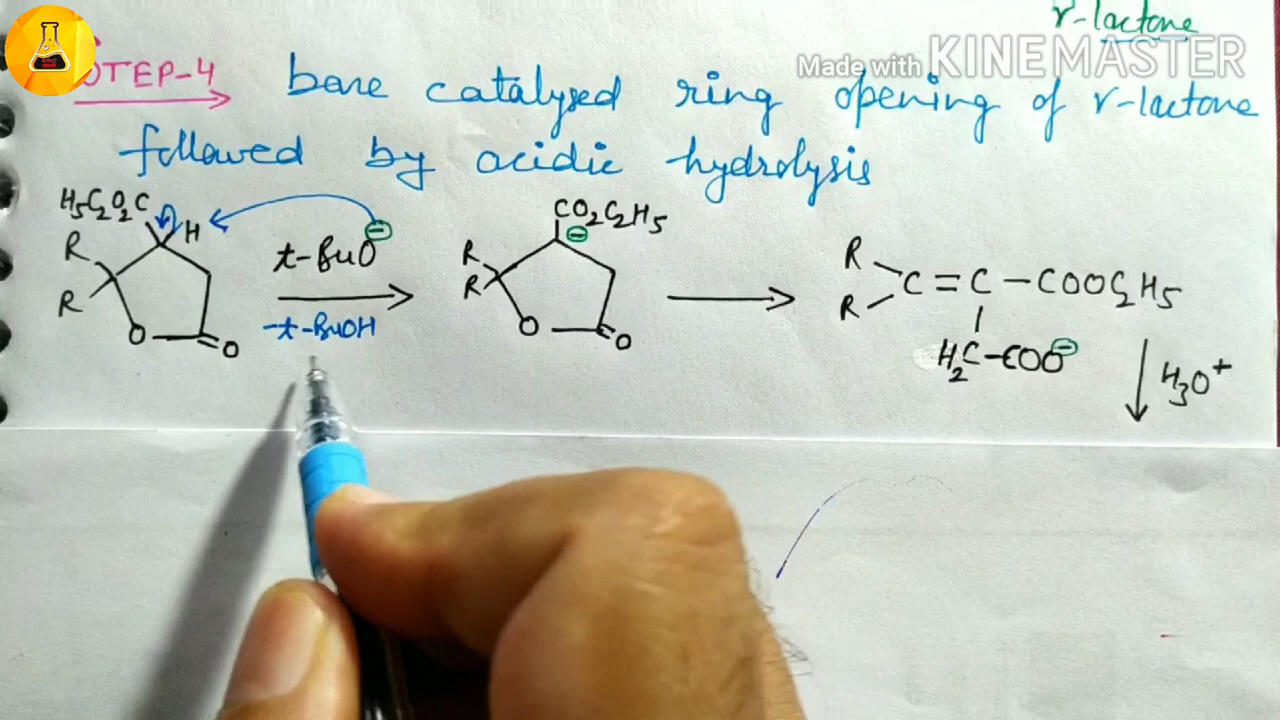 r-lactone
Made with KINEMASTER
STEP-4 base catalysed ring opening of r-lactone
followed by acidic hydrolysis
H5C2O2C H R R O O
t-BuO⊖
-t-BuOH
CO2C2H5 ⊖ R R O O
R R C=C-COOC2H5
H2C-COO⊖
H3O+